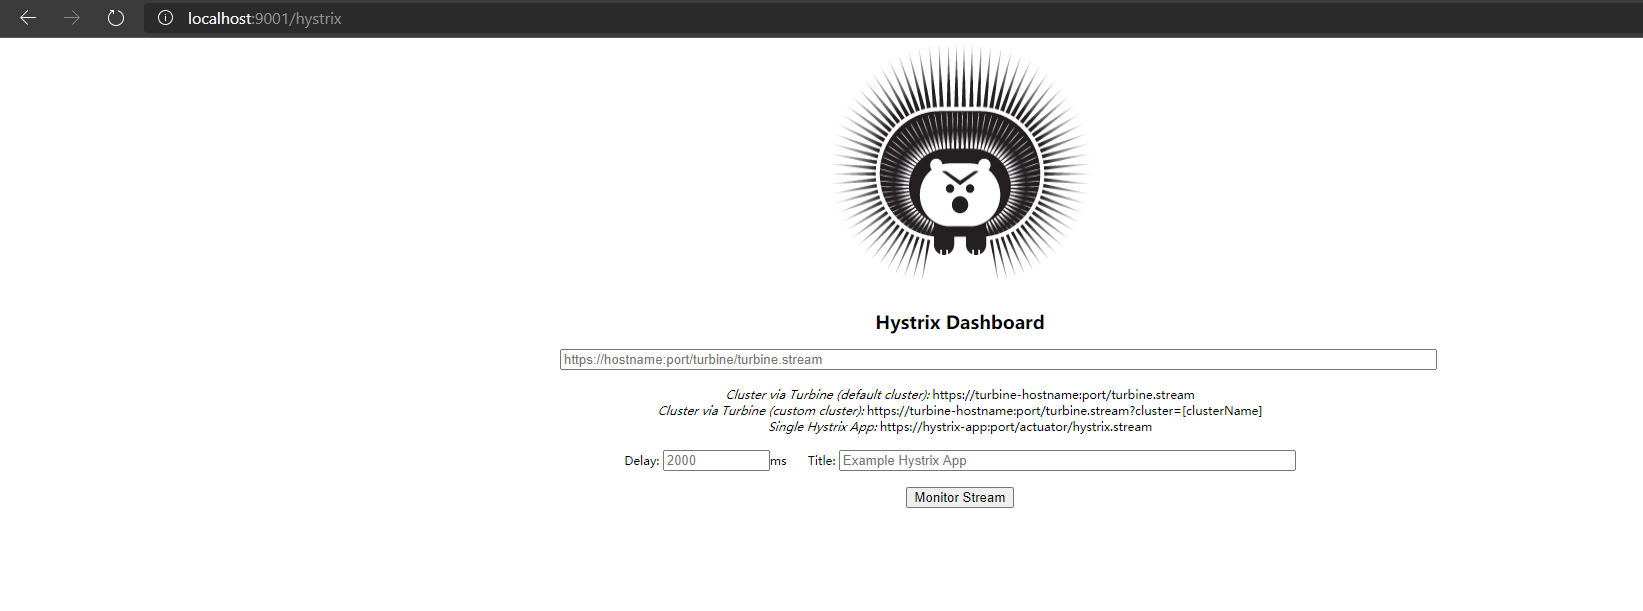 localhost:9001/hystrix
Hystrix Dashboard
https://hostname:port/turbine/turbine.stream
Cluster via Turbine (default cluster): https://turbine-hostname:port/turbine.stream
Cluster via Turbine (custom cluster): https://turbine-hostname:port/turbine.stream?cluster=[clusterName]
Single Hystrix App: https://hystrix-app:port/actuator/hystrix.stream
Delay: 2000 ms Title: Example Hystrix App
Monitor Stream